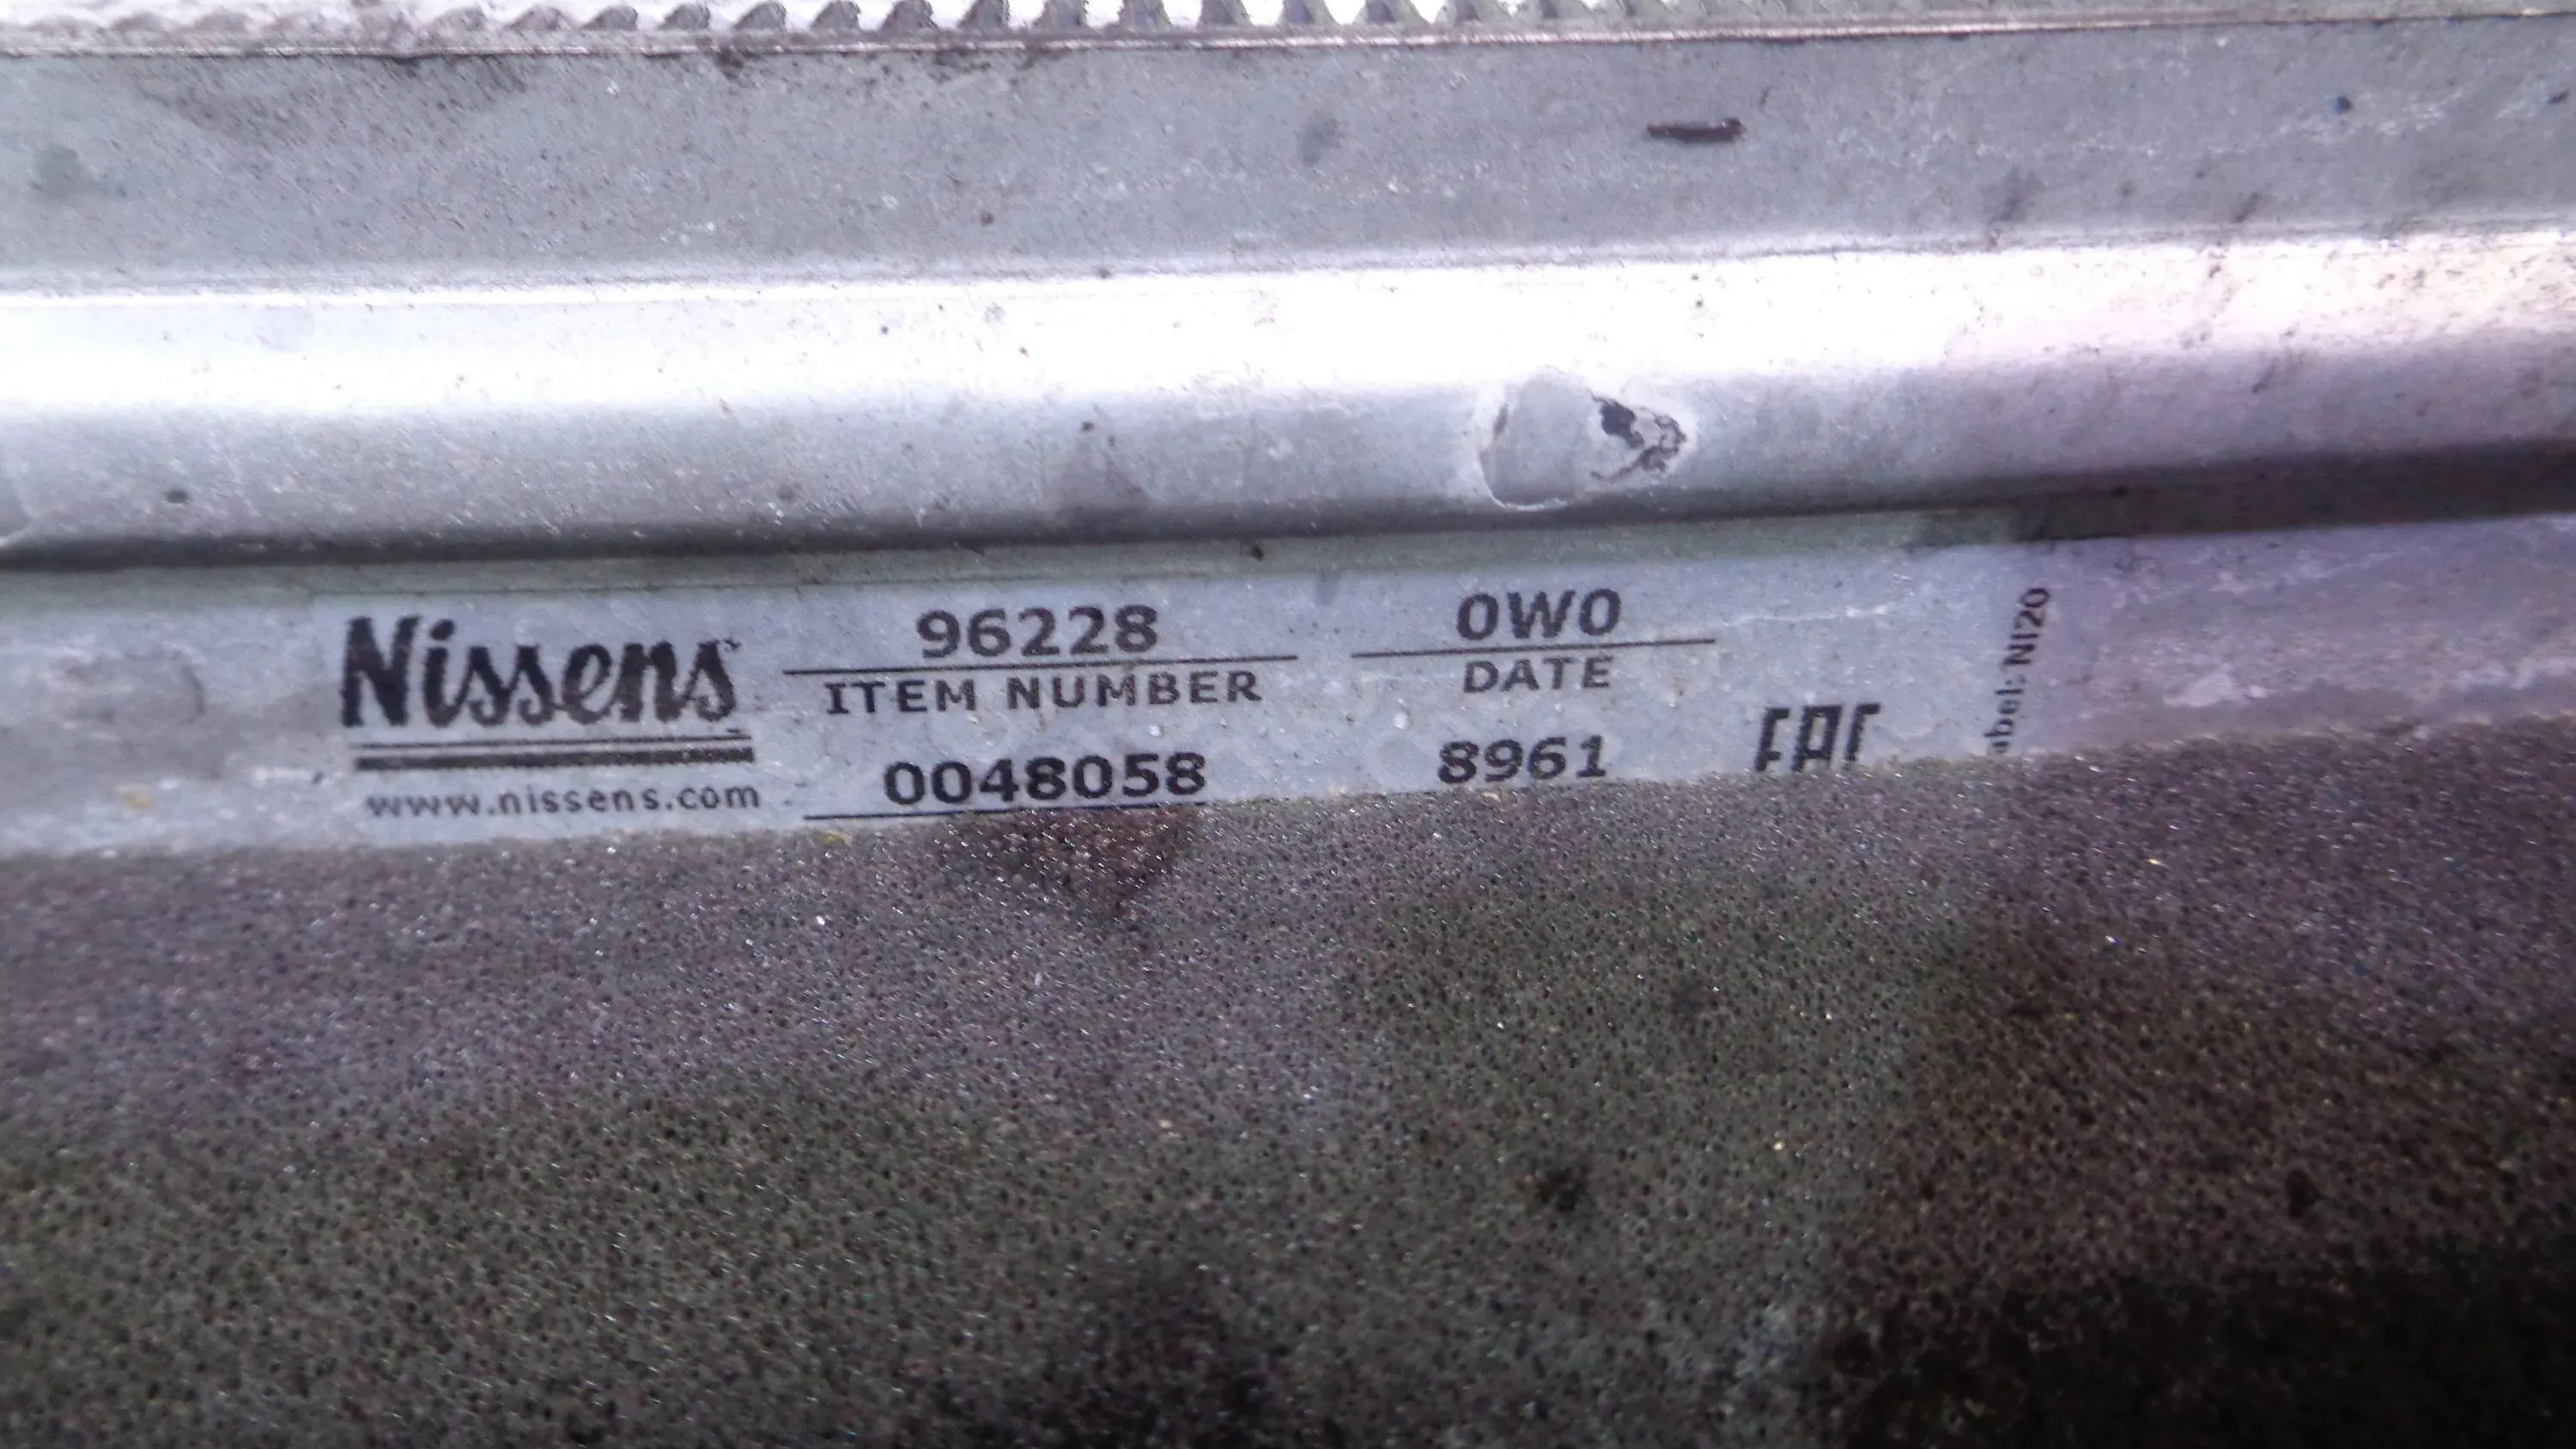 Nissens
www.nissens.com
96228
ITEM NUMBER
0048058
0W0
DATE
8961
EAC
abel: NI20